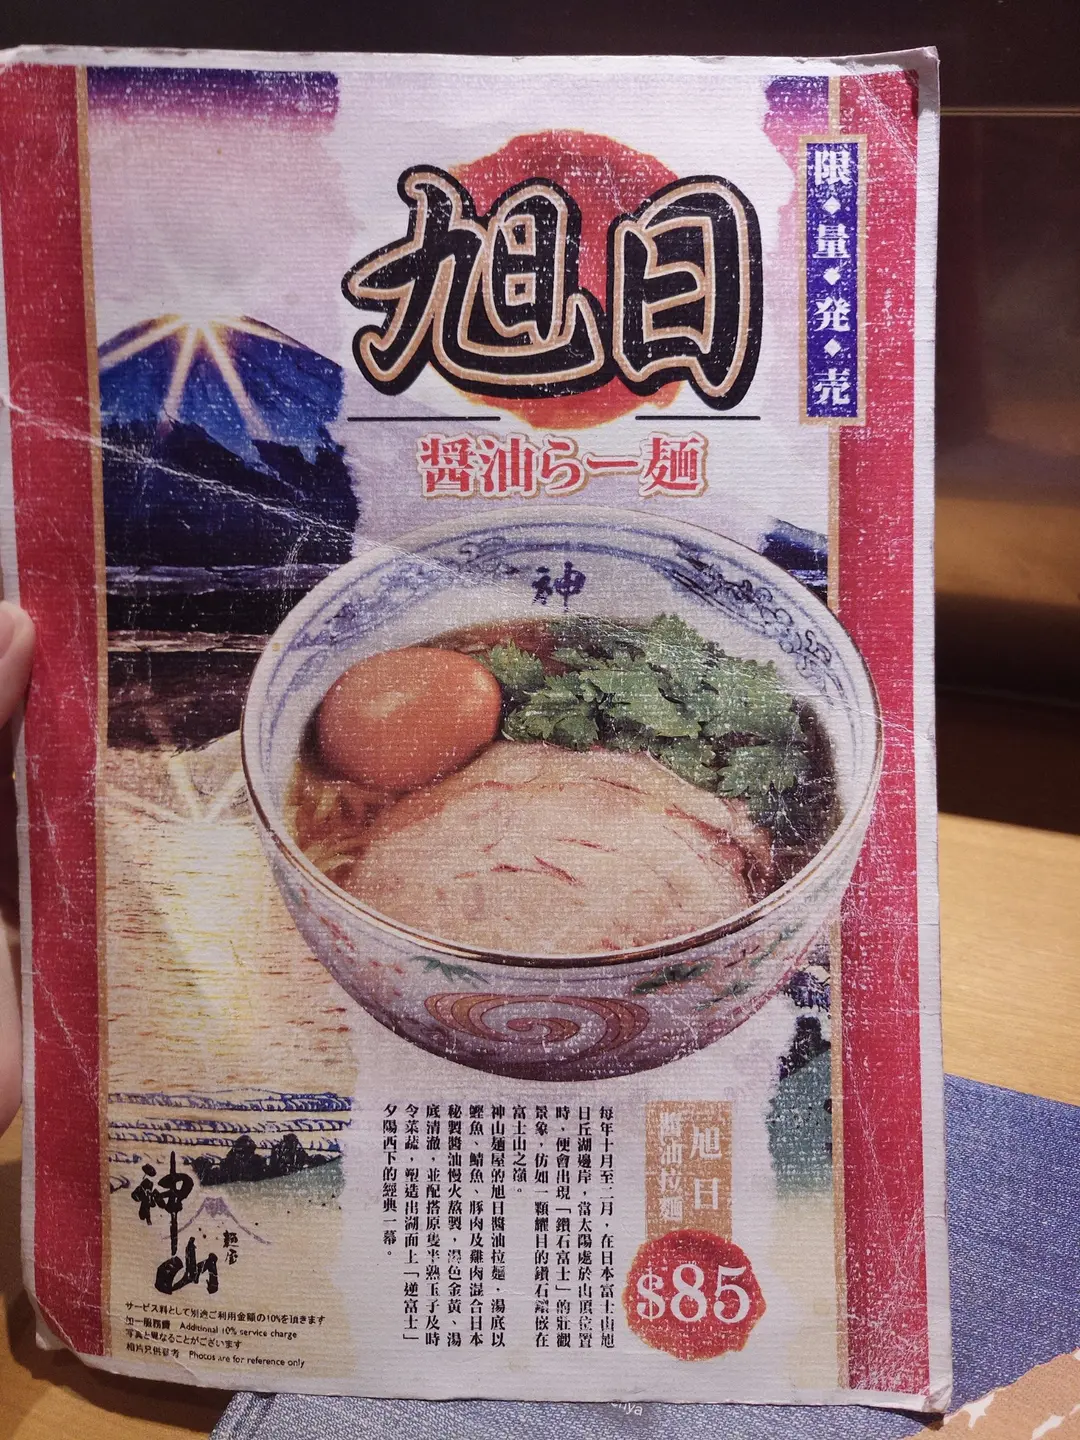 限量発売
旭日
醤油らー麺
神
旭日
醬油拉麵
$85
每年十月至二月，在日本富士山旭
日丘湖邊岸，當太陽處於山頂位置
時，便會出現「鑽石富士」的壯觀
景象，仿如一顆耀目的鑽石鑲嵌在
富士山之巔。
神山麵屋的旭日醬油拉麵，湯底以
鰹魚、鯖魚、豚肉及雞肉混合日本
秘製醬油慢火熬製，湯色金黃、湯
底清澈，並配搭原隻半熟玉子及時
令菜蔬，塑造出湖面上「逆富士」
夕陽西下的經典一幕。
神山
麵屋
サービス料として別途ご利用金額の10%を頂きます
加一服務費 Additional 10% service charge
写真と異なることがございます
相片只供參考 Photos are for reference only